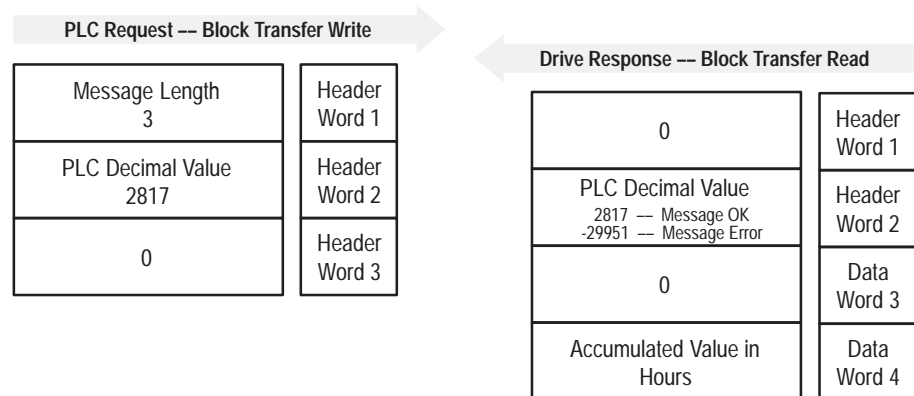 PLC Request –– Block Transfer Write
Message Length
3
Header
Word 1
PLC Decimal Value
2817
Header
Word 2
0
Header
Word 3
Drive Response –– Block Transfer Read
0
Header
Word 1
PLC Decimal Value
2817 –– Message OK
-29951 –– Message Error
Header
Word 2
0
Data
Word 3
Accumulated Value in
Hours
Data
Word 4